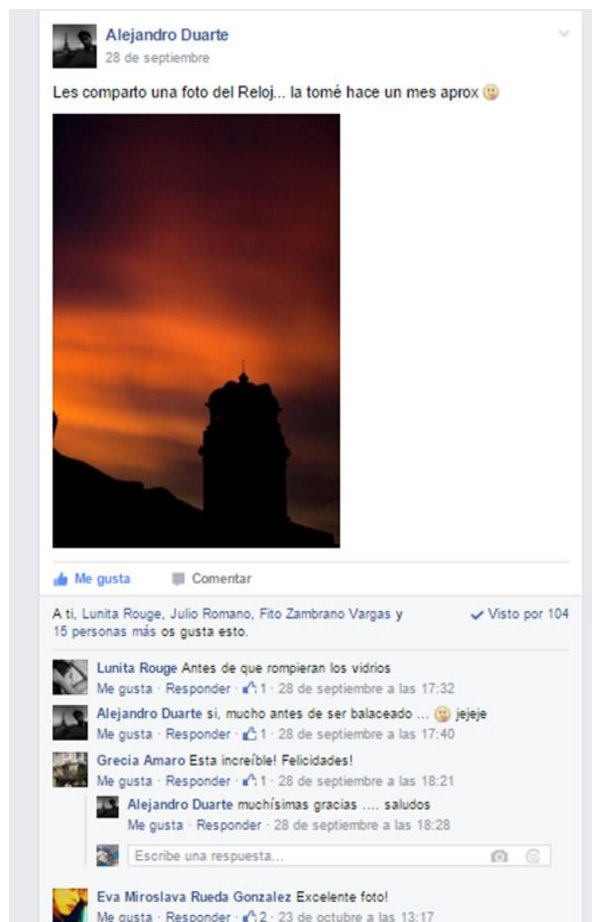 Alejandro Duarte
28 de septiembre
Les comparto una foto del Reloj... la tomé hace un mes aprox
Me gusta Comentar
A ti, Lunita Rouge, Julio Romano, Fito Zambrano Vargas y
15 personas más os gusta esto.
Visto por 104
Lunita Rouge Antes de que rompieran los vidrios
Me gusta · Responder · 1 · 28 de septiembre a las 17:32
Alejandro Duarte si, mucho antes de ser balaceado ... jejeje
Me gusta · Responder · 1 · 28 de septiembre a las 17:40
Grecia Amaro Esta increíble! Felicidades!
Me gusta · Responder · 1 · 28 de septiembre a las 18:21
Alejandro Duarte muchísimas gracias .... saludos
Me gusta · Responder · 28 de septiembre a las 18:28
Escribe una respuesta...
Eva Miroslava Rueda Gonzalez Excelente foto!
Me gusta · Responder · 2 · 23 de octubre a las 13:17